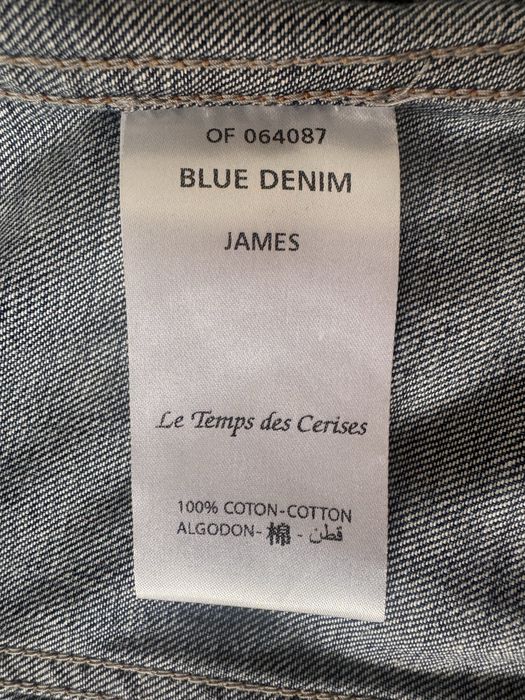 OF 064087
BLUE DENIM
JAMES
Le Temps des Cerises
100% COTON-COTTON
ALGODON- 棉 - قطن